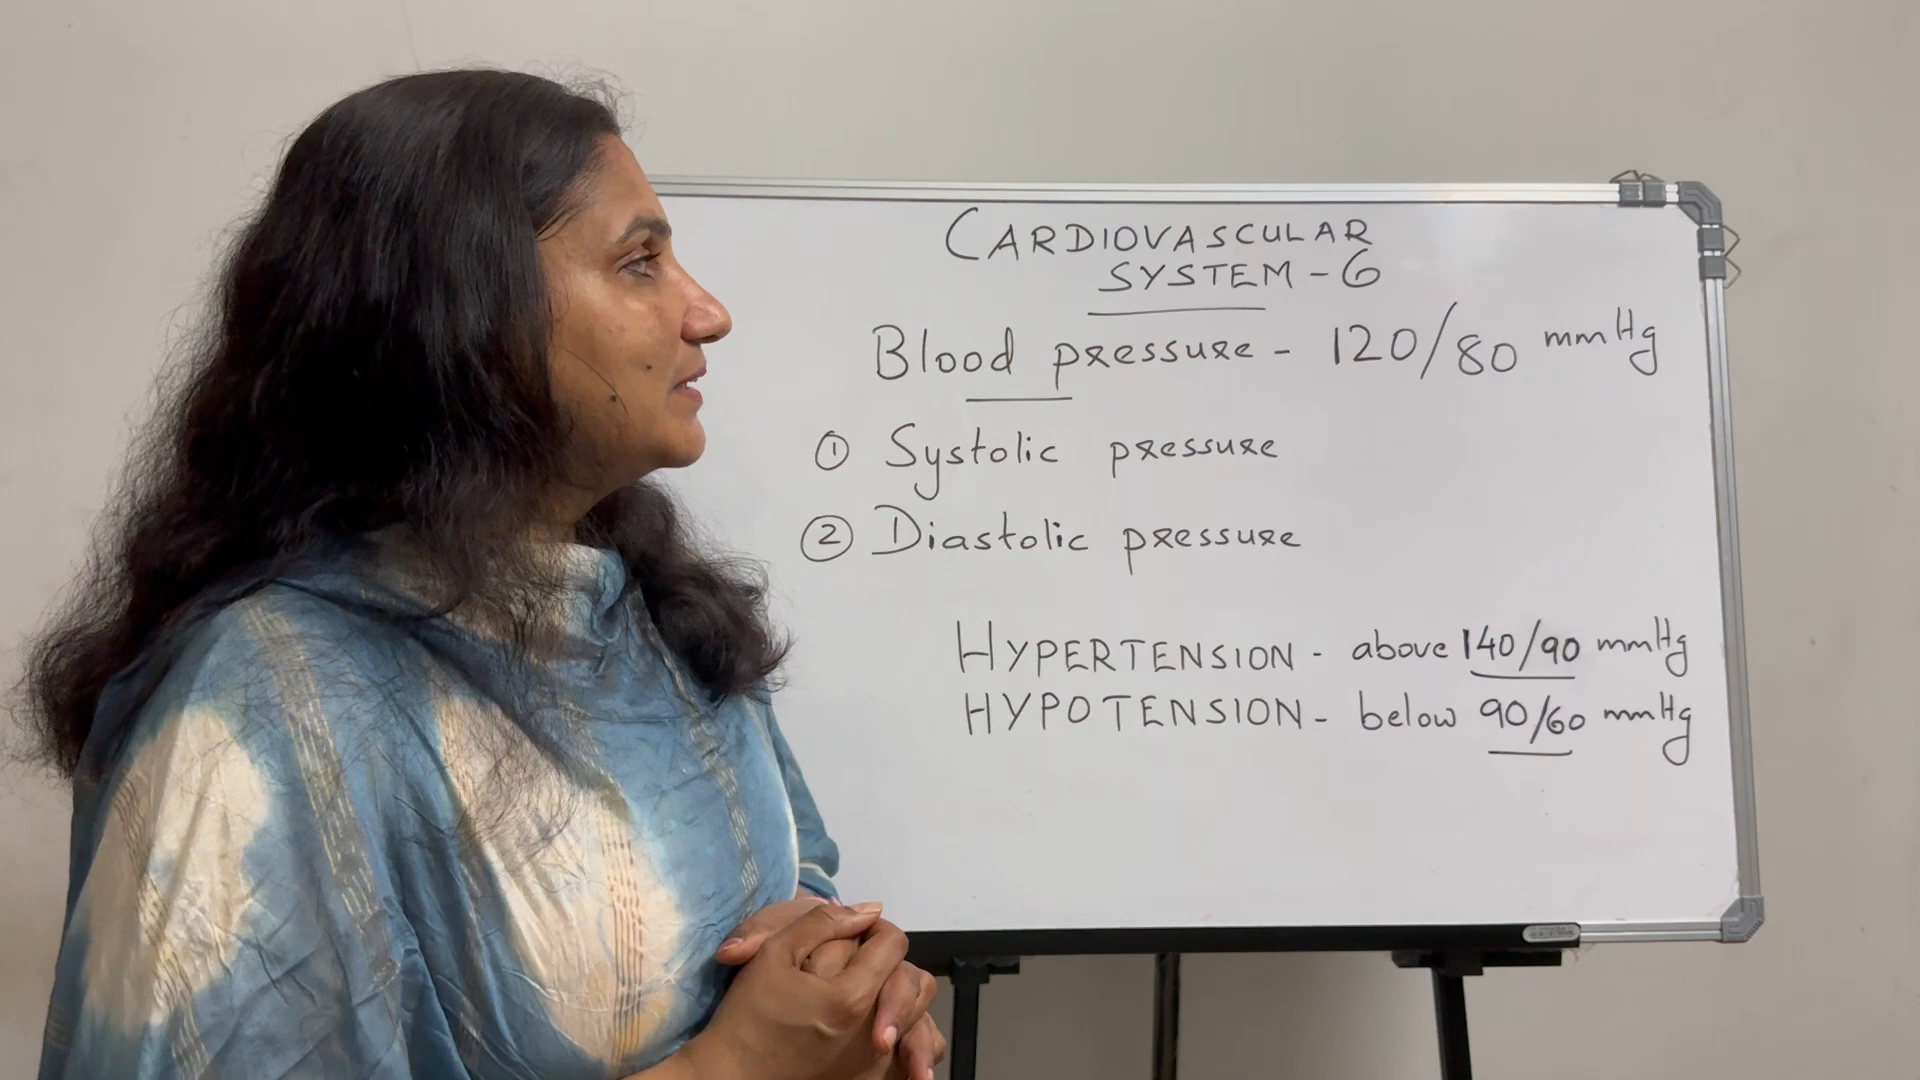 CARDIOVASCULAR
SYSTEM - 6
Blood pressure - 120/80 mmHg
① Systolic pressure
② Diastolic pressure
HYPERTENSION - above 140/90 mmHg
HYPOTENSION - below 90/60 mmHg